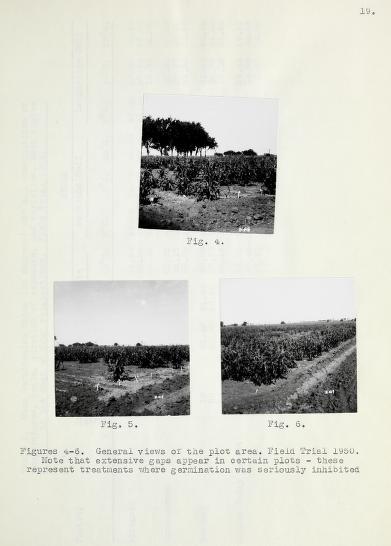 19.
Fig. 4.
Fig. 5.
Fig. 6.
Figures 4-6. General views of the plot area. Field Trial 1950.
Note that extensive gaps appear in certain plots - these
represent treatments where germination was seriously inhibited